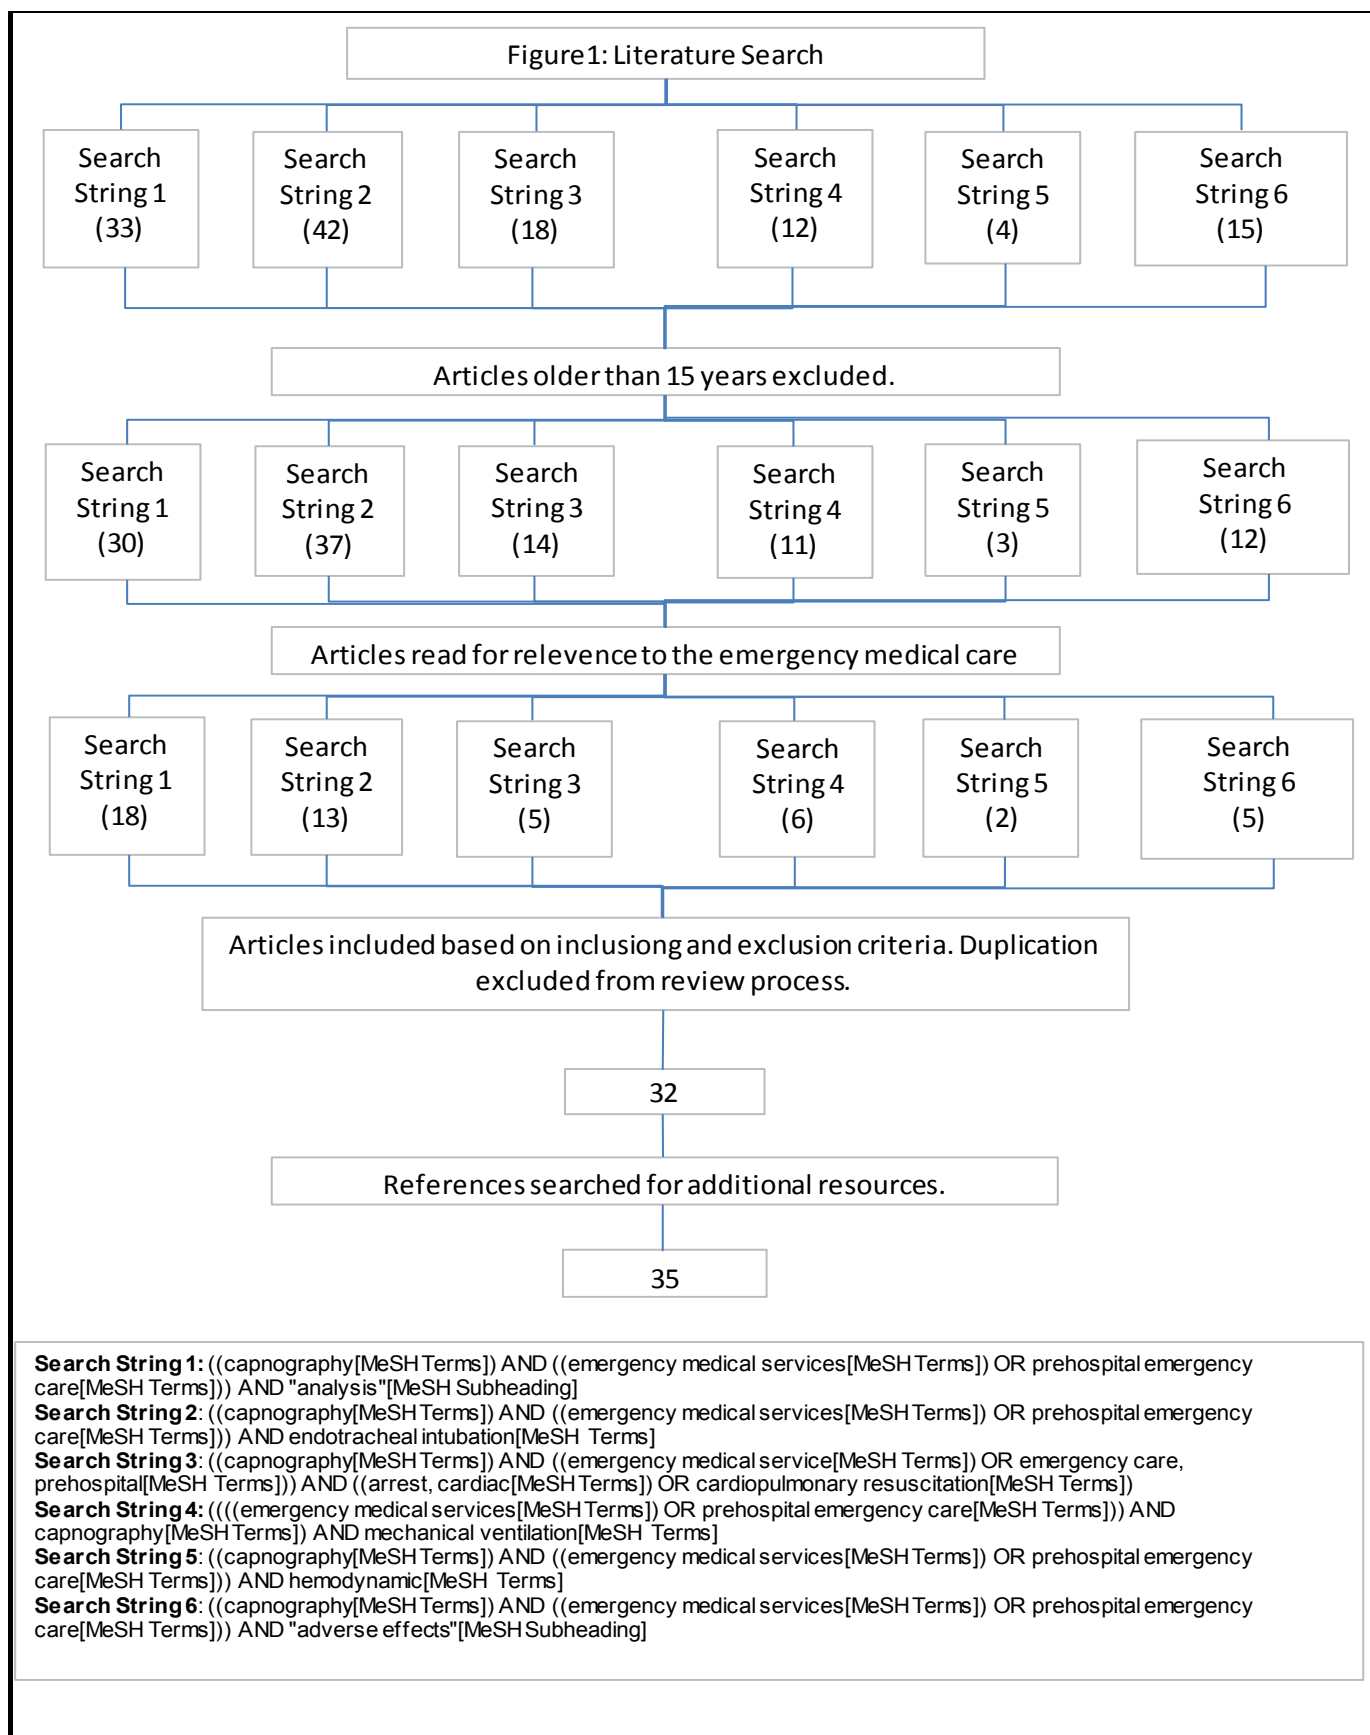 Figure1: Literature Search
Search
String 1
(33)
Search
String 2
(42)
Search
String 3
(18)
Search
String 4
(12)
Search
String 5
(4)
Search
String 6
(15)
Articles older than 15 years excluded.
Search
String 1
(30)
Search
String 2
(37)
Search
String 3
(14)
Search
String 4
(11)
Search
String 5
(3)
Search
String 6
(12)
Articles read for relevence to the emergency medical care
Search
String 1
(18)
Search
String 2
(13)
Search
String 3
(5)
Search
String 4
(6)
Search
String 5
(2)
Search
String 6
(5)
Articles included based on inclusiong and exclusion criteria. Duplication
excluded from review process.
32
References searched for additional resources.
35
Search String 1: ((capnography[MeSH Terms]) AND ((emergency medical services[MeSH Terms]) OR prehospital emergency
care[MeSH Terms])) AND "analysis"[MeSH Subheading]
Search String 2: ((capnography[MeSH Terms]) AND ((emergency medical services[MeSH Terms]) OR prehospital emergency
care[MeSH Terms])) AND endotracheal intubation[MeSH Terms]
Search String 3: ((capnography[MeSH Terms]) AND ((emergency medical service[MeSH Terms]) OR emergency care,
prehospital[MeSH Terms])) AND ((arrest, cardiac[MeSH Terms]) OR cardiopulmonary resuscitation[MeSH Terms])
Search String 4: (((((emergency medical services[MeSH Terms]) OR prehospital emergency care[MeSH Terms])) AND
capnography[MeSH Terms]) AND mechanical ventilation[MeSH Terms]
Search String 5: ((capnography[MeSH Terms]) AND ((emergency medical services[MeSH Terms]) OR prehospital emergency
care[MeSH Terms])) AND hemodynamic[MeSH Terms]
Search String 6: ((capnography[MeSH Terms]) AND ((emergency medical services[MeSH Terms]) OR prehospital emergency
care[MeSH Terms])) AND "adverse effects"[MeSH Subheading]